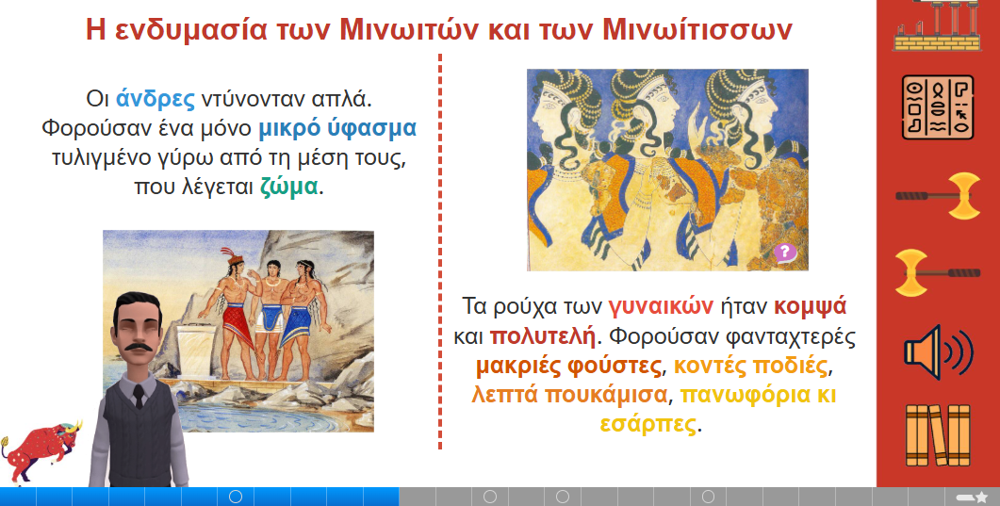 Η ενδυμασία των Μινωιτών και των Μινωίτισσων
Οι άνδρες ντύνονταν απλά.
Φορούσαν ένα μόνο μικρό ύφασμα
τυλιγμένο γύρω από τη μέση τους,
που λέγεται ζώμα.
?
Τα ρούχα των γυναικών ήταν κομψά
και πολυτελή. Φορούσαν φανταχτερές
μακριές φούστες, κοντές ποδιές,
λεπτά πουκάμισα, πανωφόρια κι
εσάρπες.